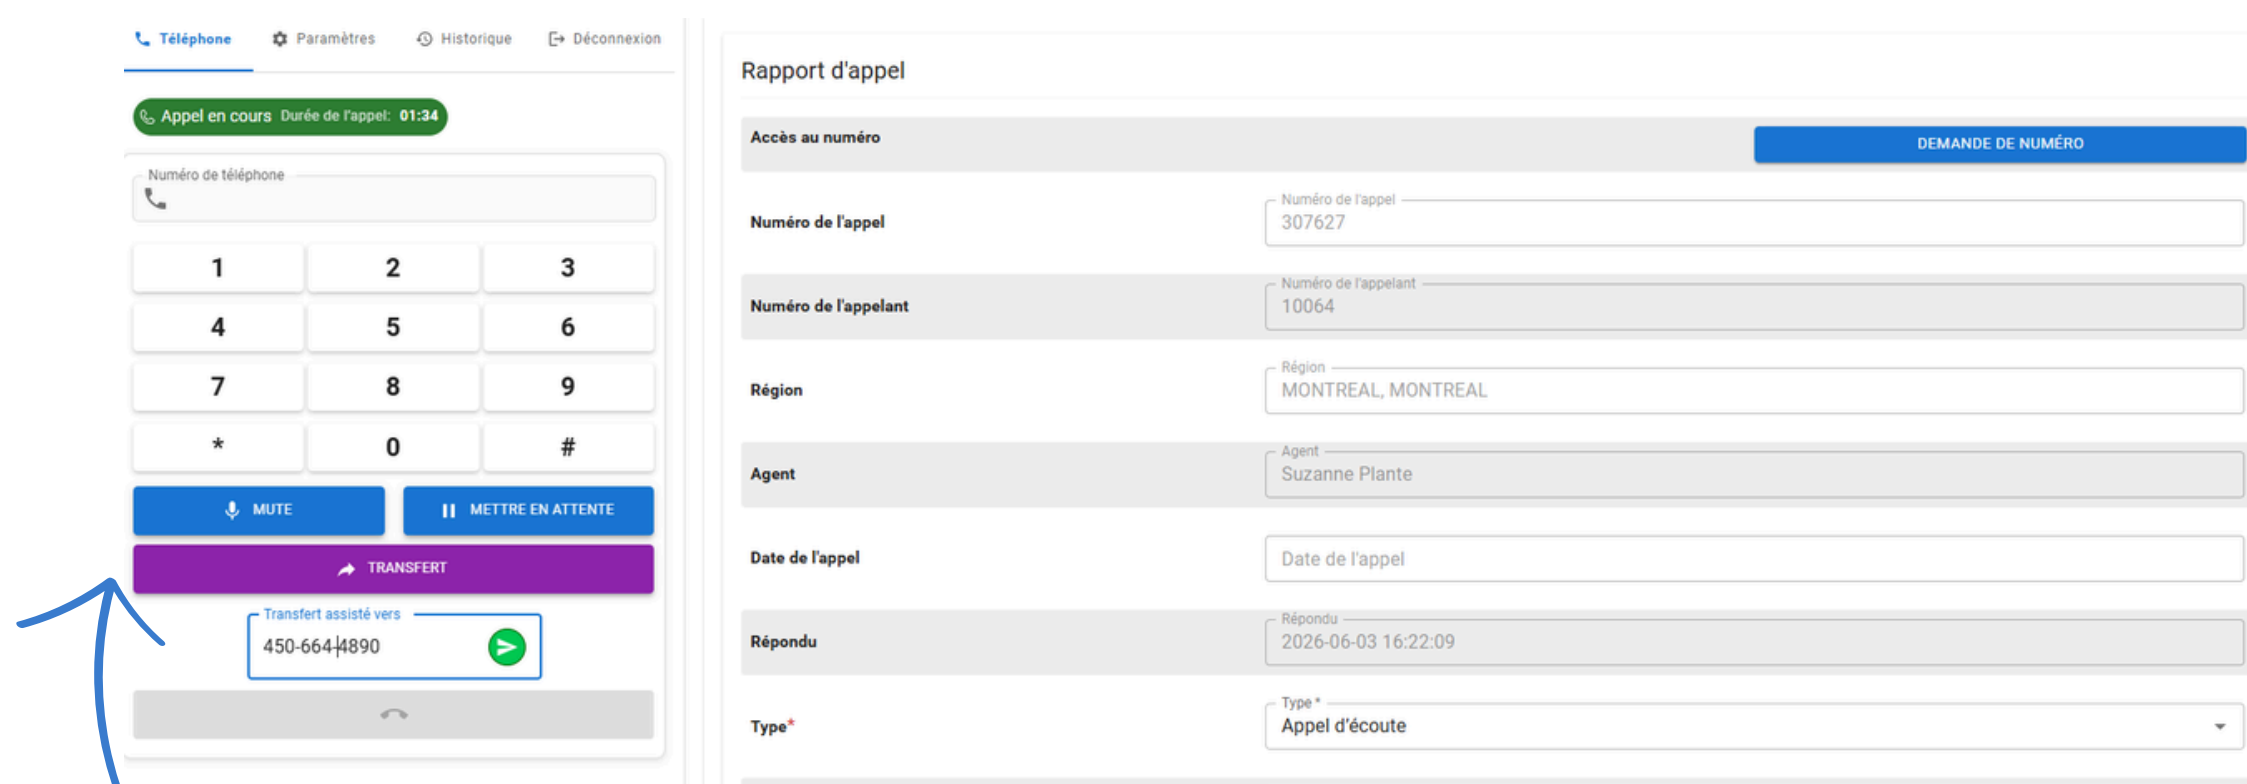 Téléphone Paramètres Historique Déconnexion
Appel en cours Durée de l'appel: 01:34
Numéro de téléphone
1 2 3
4 5 6
7 8 9
* 0 #
MUTE METTRE EN ATTENTE
TRANSFERT
Transfert assisté vers
450-664-4890
Rapport d'appel
Accès au numéro DEMANDE DE NUMÉRO
Numéro de l'appel
Numéro de l'appel
307627
Numéro de l'appelant
Numéro de l'appelant
10064
Région
Région
MONTREAL, MONTREAL
Agent
Agent
Suzanne Plante
Date de l'appel
Date de l'appel
Répondu
Répondu
2026-06-03 16:22:09
Type*
Type *
Appel d'écoute